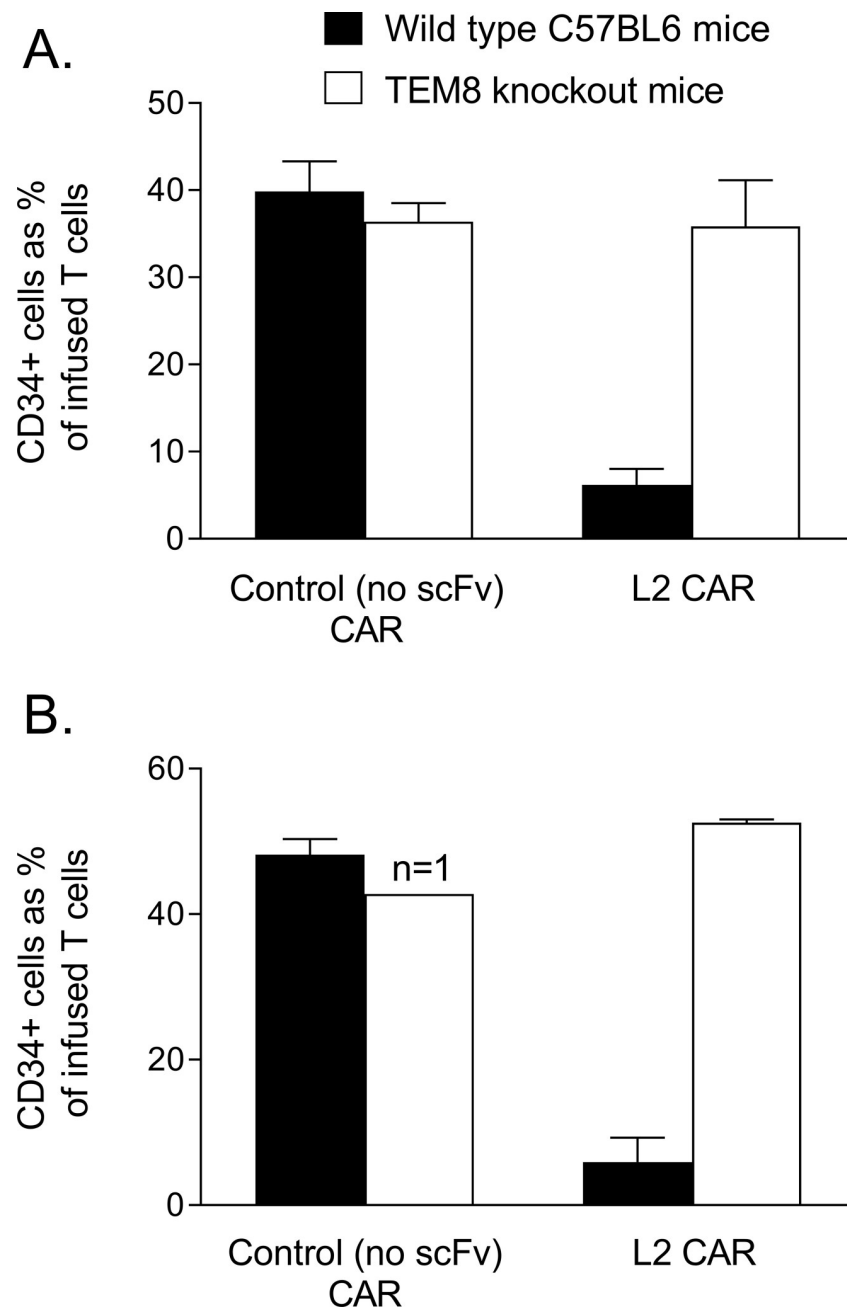 A.
Wild type C57BL6 mice
TEM8 knockout mice
CD34+ cells as %
of infused T cells
50
40
30
20
10
0
Control (no scFv)
CAR
L2 CAR
B.
CD34+ cells as %
of infused T cells
60
40
20
0
n=1
Control (no scFv)
CAR
L2 CAR